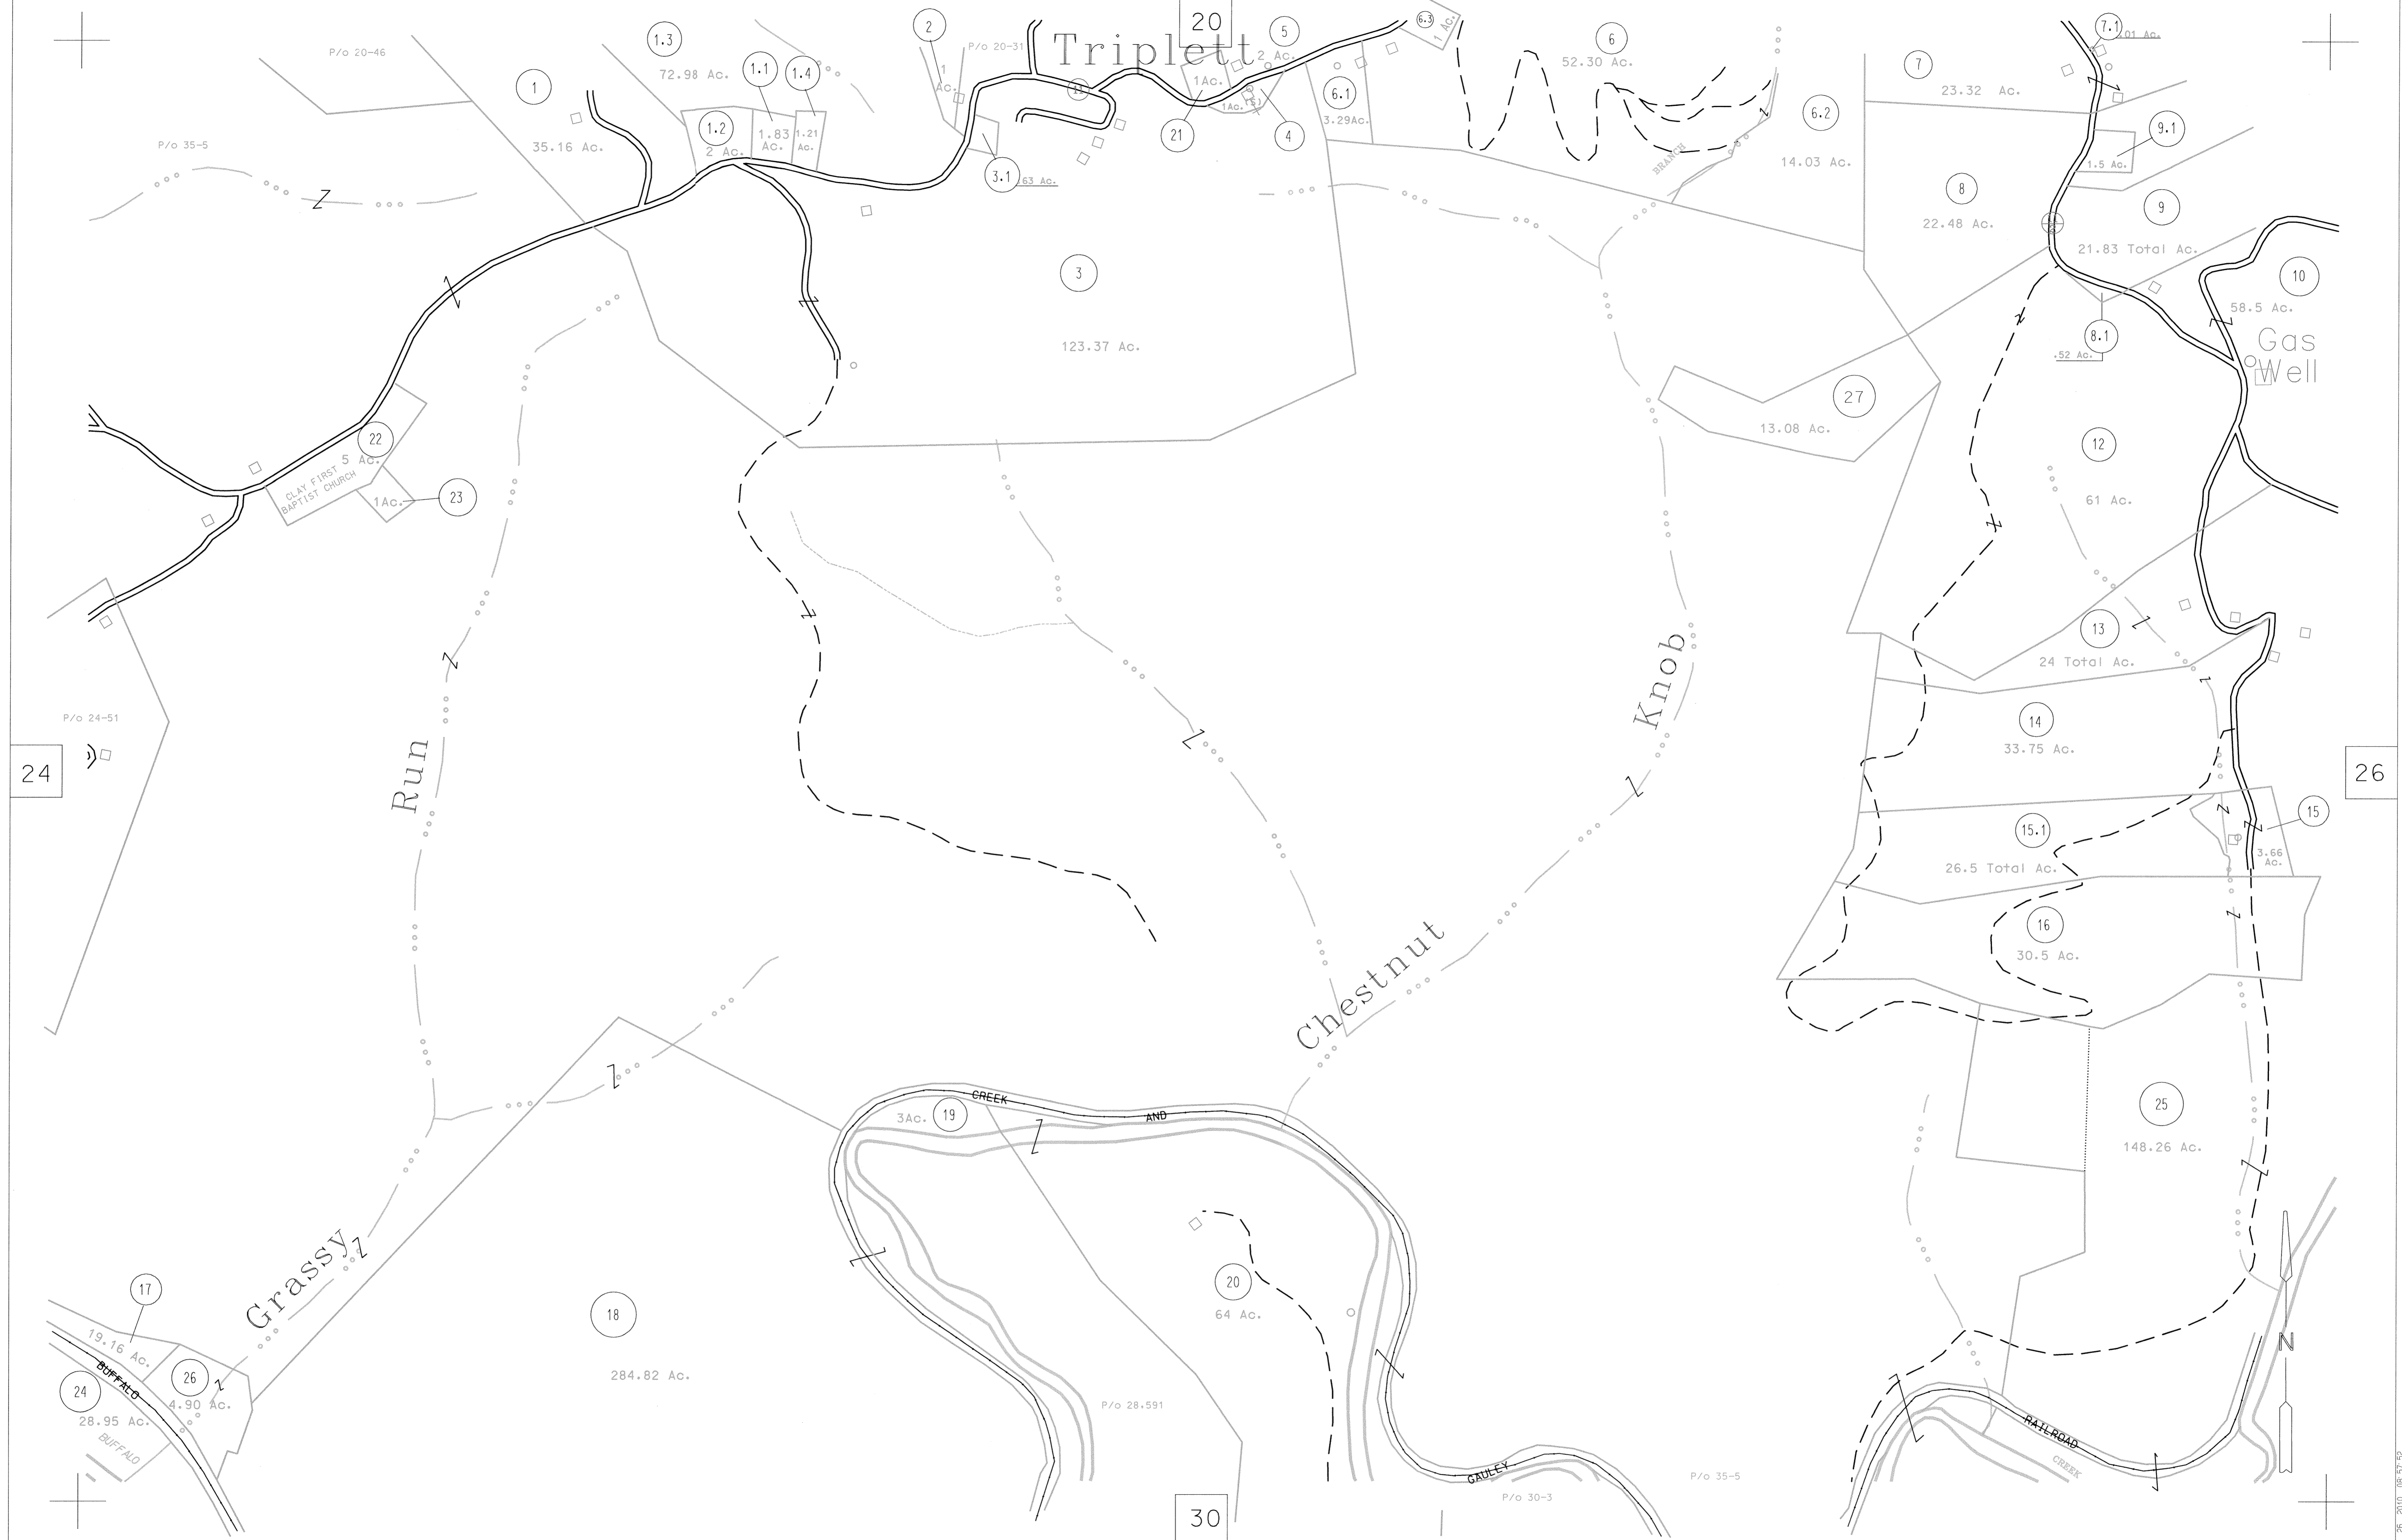 20
Triplett
P/o 20-46
1
35.16 Ac.
P/o 35-5
1.3
72.98 Ac.
1.1
1.4
1.2
2 Ac.
1.83
Ac.
1.21
Ac.
2
1
Ac.
P/o 20-31
11
3.1
.63 Ac.
21
1Ac.
1Ac.
(S)
4
5
2 Ac.
6.3
1 Ac.
6.1
3.29Ac.
6
52.30 Ac.
BRANCH
6.2
14.03 Ac.
7
23.32 Ac.
7.1
.01 Ac.
9.1
1.5 Ac.
8
22.48 Ac.
9
21.83 Total Ac.
10
58.5 Ac.
Gas
Well
8.1
.52 Ac.
3
123.37 Ac.
27
13.08 Ac.
12
61 Ac.
22
5 Ac.
CLAY FIRST
BAPTIST CHURCH
1Ac.
23
13
24 Total Ac.
P/o 24-51
24
Run
Knob
14
33.75 Ac.
26
15.1
26.5 Total Ac.
15
3.66
Ac.
16
30.5 Ac.
Chestnut
CREEK
AND
3Ac.
19
25
148.26 Ac.
Grassy
17
19.16 Ac.
18
284.82 Ac.
20
64 Ac.
N
BUFFALO
26
4.90 Ac.
24
28.95 Ac.
BUFFALO
P/o 28.591
GAULEY
P/o 30-3
P/o 35-5
RAILROAD
CREEK
30